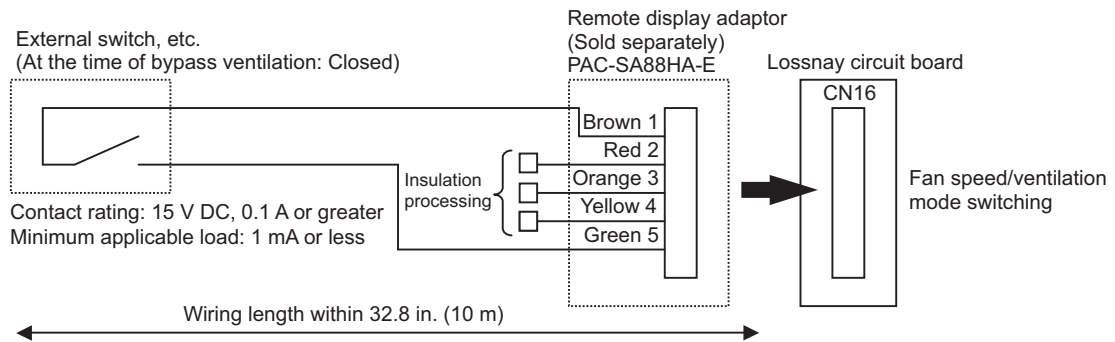 External switch, etc.
(At the time of bypass ventilation: Closed)
Contact rating: 15 V DC, 0.1 A or greater
Minimum applicable load: 1 mA or less
Insulation
processing
Remote display adaptor
(Sold separately)
PAC-SA88HA-E
Brown 1
Red 2
Orange 3
Yellow 4
Green 5
Lossnay circuit board
CN16
Fan speed/ventilation
mode switching
Wiring length within 32.8 in. (10 m)